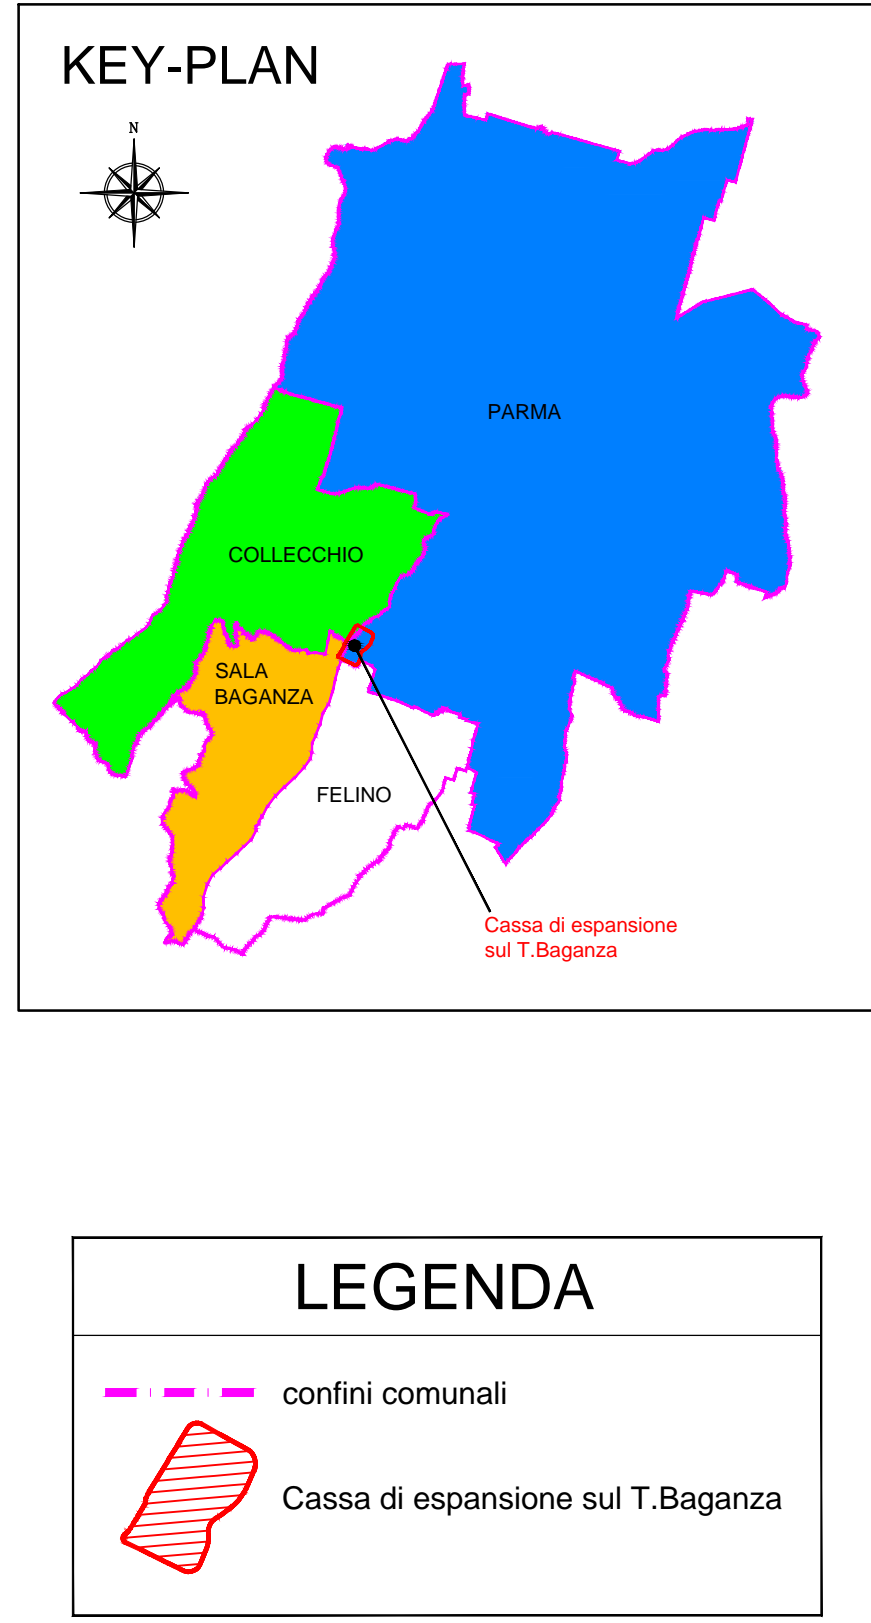 KEY-PLAN
N
PARMA
COLLECCHIO
SALA
BAGANZA
FELINO
Cassa di espansione
sul T.Baganza
LEGENDA
confini comunali
Cassa di espansione sul T.Baganza